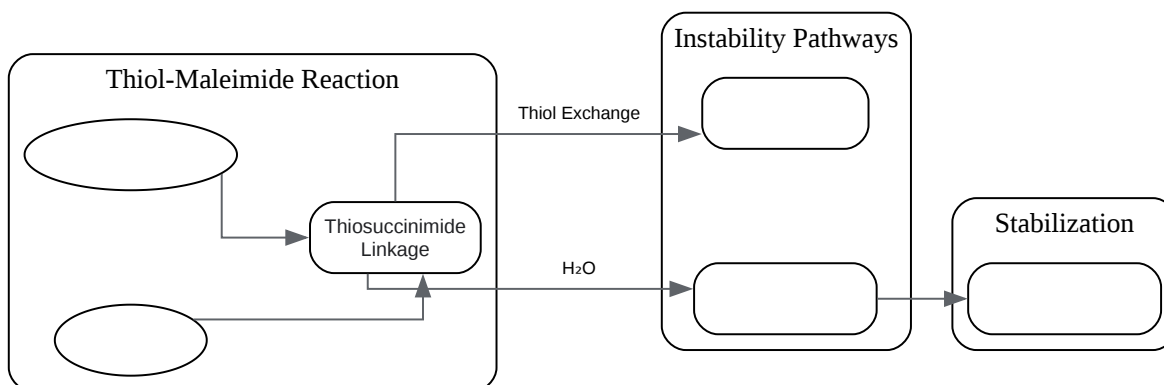 Thiol-Maleimide Reaction
Thiosuccinimide
Linkage
Thiol Exchange
H₂O
Instability Pathways
Stabilization